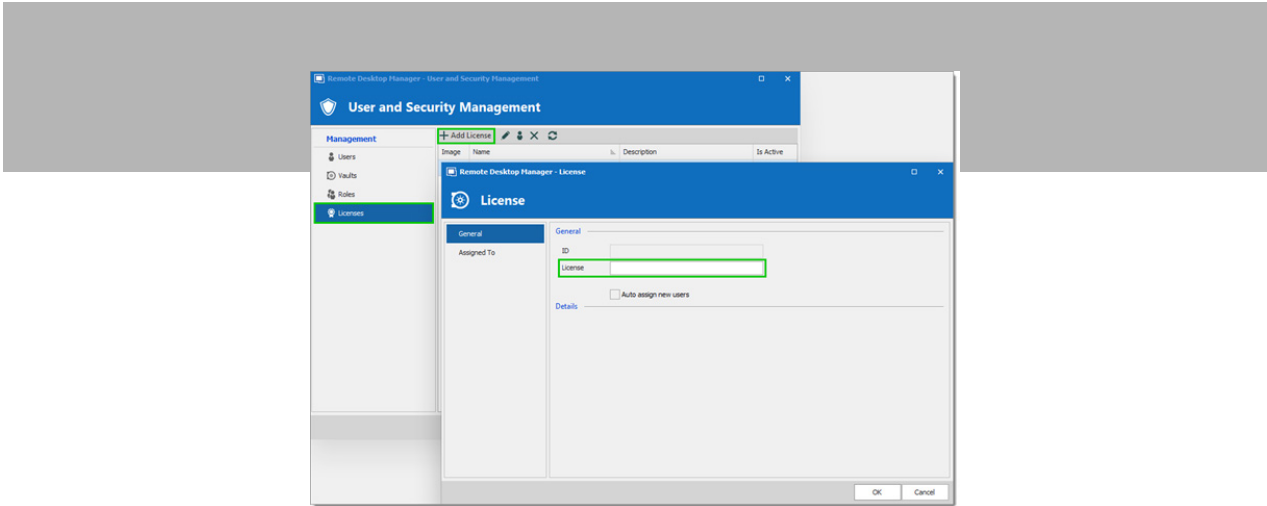 Remote Desktop Manager - User and Security Management
User and Security Management
Management
Users
Vaults
Roles
Licenses
Add License
Image Name Description Is Active
Remote Desktop Manager - License
License
General
Assigned To
General
ID
License
Auto assign new users
Details
OK Cancel